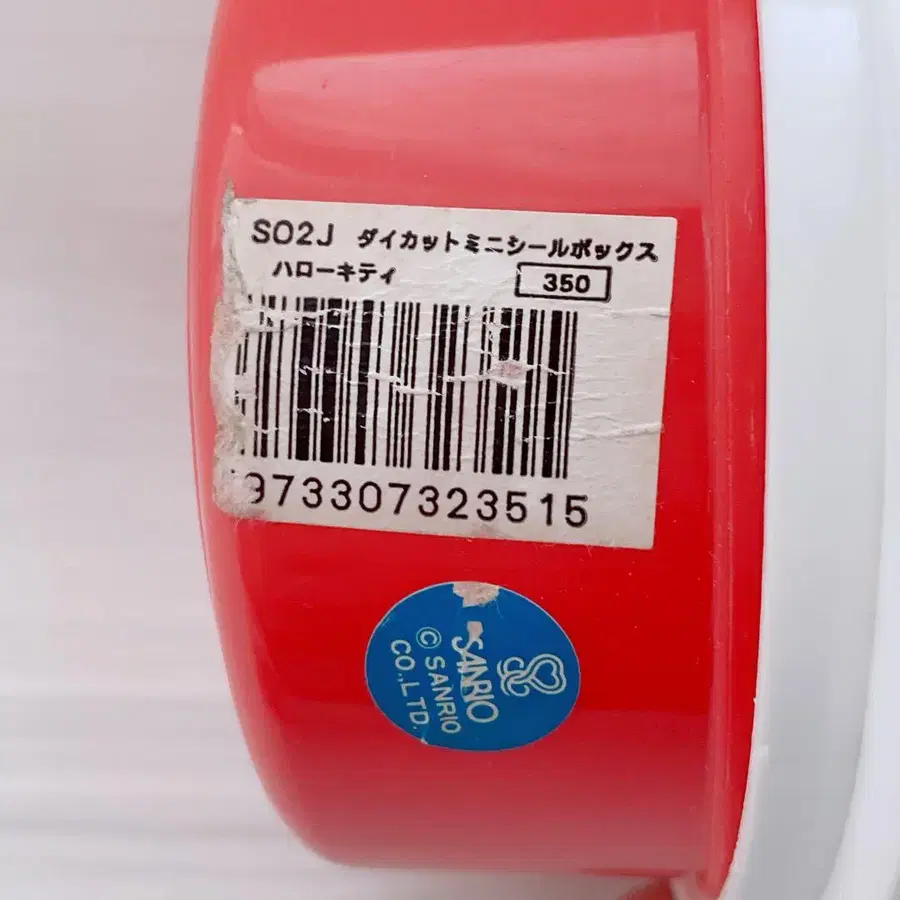 SO2J ダイカットミニシールボックス
ハローキティ 350
973307323515
SANRIO
© SANRIO
CO.,LTD.